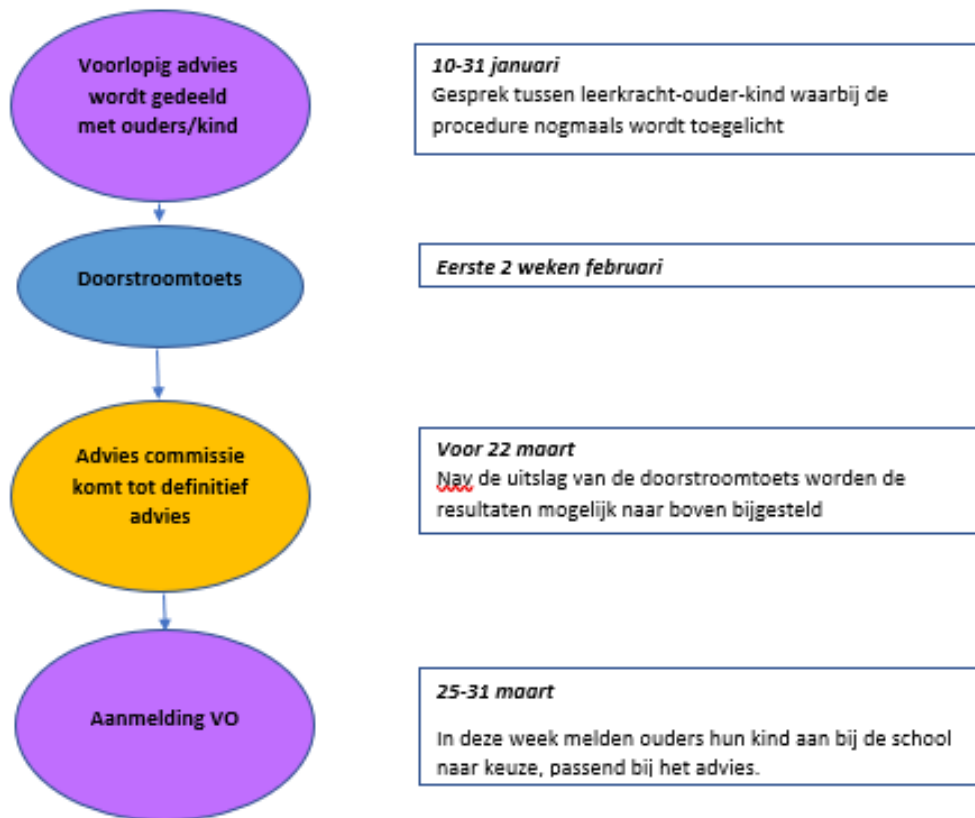 Voorlopig advies
wordt gedeeld
met ouders/kind
10-31 januari
Gesprek tussen leerkracht-ouder-kind waarbij de
procedure nogmaals wordt toegelicht
Doorstroomtoets
Eerste 2 weken februari
Advies commissie
komt tot definitief
advies
Voor 22 maart
Nav de uitslag van de doorstroomtoets worden de
resultaten mogelijk naar boven bijgesteld
Aanmelding VO
25-31 maart
In deze week melden ouders hun kind aan bij de school
naar keuze, passend bij het advies.